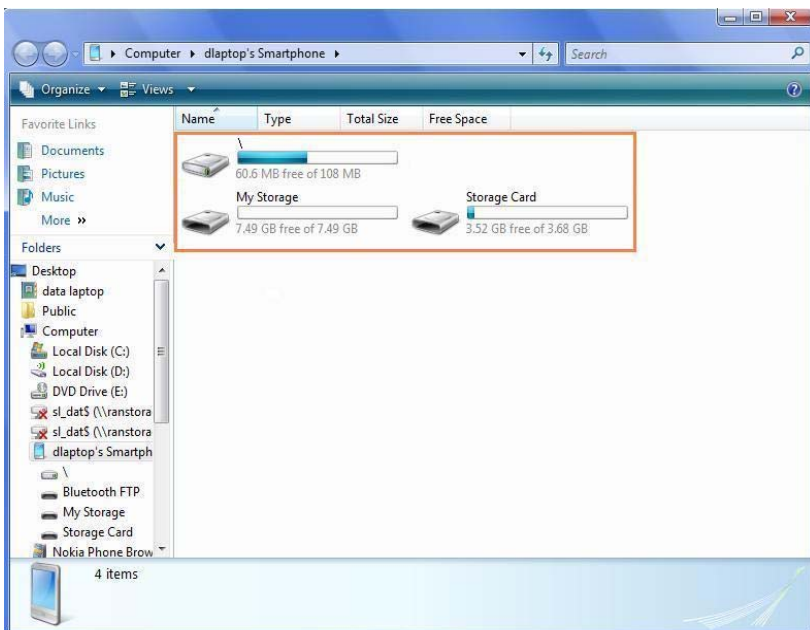 Computer ▸ dlaptop's Smartphone ▸
Search
Organize Views
Favorite Links
Documents
Pictures
Music
More »
Folders
Desktop
data laptop
Public
Computer
Local Disk (C:)
Local Disk (D:)
DVD Drive (E:)
sl_dat$ (\\ranstora
sl_dat$ (\\ranstora
dlaptop's Smartph
\
Bluetooth FTP
My Storage
Storage Card
Nokia Phone Brow
Name Type Total Size Free Space
\
60.6 MB free of 108 MB
My Storage
7.49 GB free of 7.49 GB
Storage Card
3.52 GB free of 3.68 GB
4 items